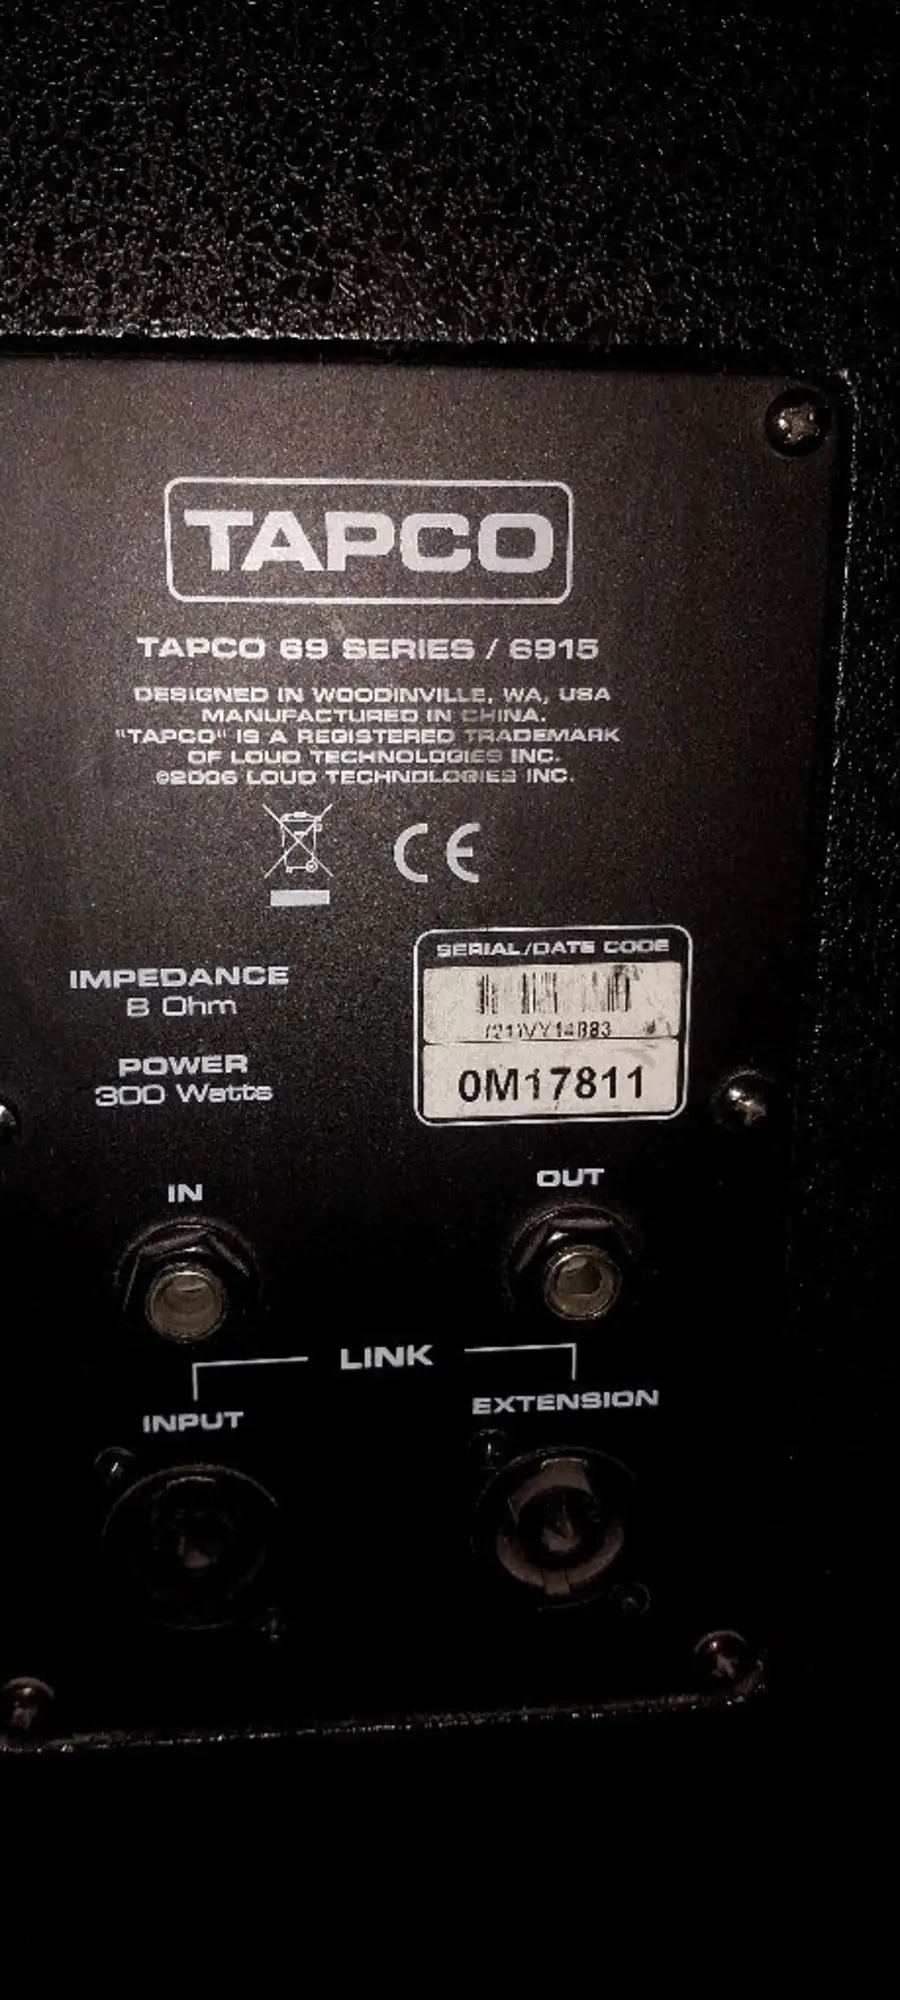 TAPCO
TAPCO 69 SERIES / 6915
DESIGNED IN WOODINVILLE, WA, USA
MANUFACTURED IN CHINA.
"TAPCO" IS A REGISTERED TRADEMARK
OF LOUD TECHNOLOGIES INC.
©2006 LOUD TECHNOLOGIES INC.
CE
IMPEDANCE
8 Ohm
POWER
300 Watts
SERIAL/DATE CODE
0M17811
IN
OUT
LINK
INPUT
EXTENSION